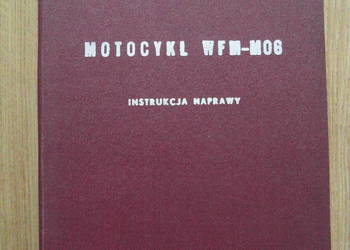 MOTOCYKL WFM-M06
INSTRUKCJA NAPRAWY